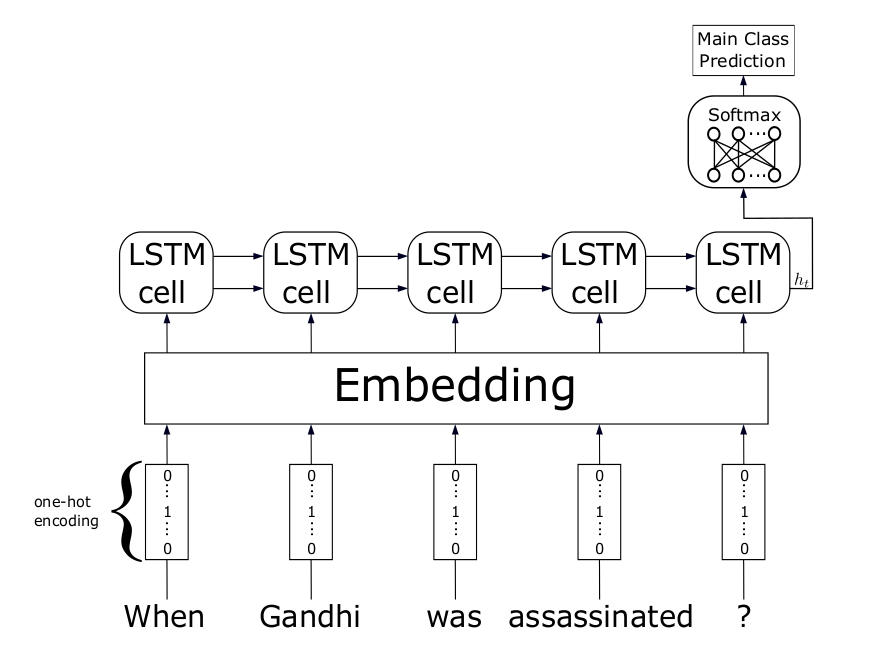 Main Class
Prediction
Softmax
...
...
LSTM
cell
LSTM
cell
LSTM
cell
LSTM
cell
LSTM
cell
h_t
Embedding
one-hot
encoding
0
⋮
1
⋮
0
0
⋮
1
⋮
0
0
⋮
1
⋮
0
0
⋮
1
⋮
0
0
⋮
1
⋮
0
When Gandhi was assassinated ?